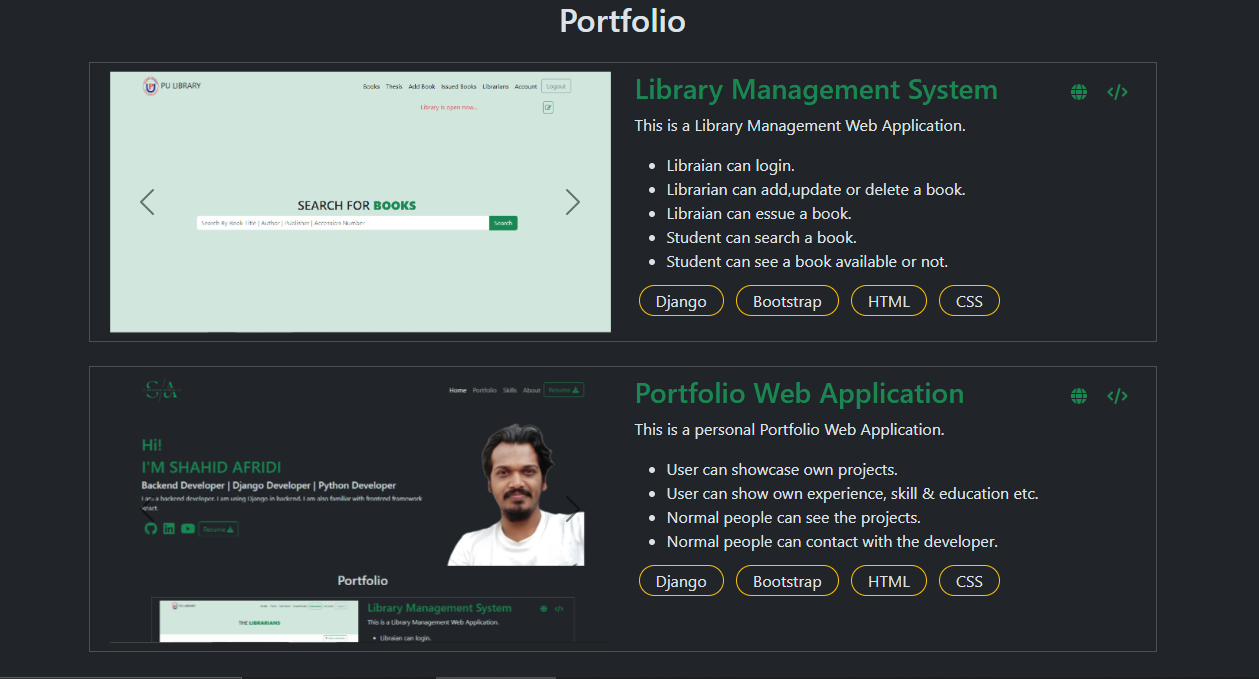 Portfolio
PU LIBRARY
Books Thesis Add Book Issued Books Librarians Account Logout
Library is open now...
SEARCH FOR BOOKS
Search By Book Title | Author | Publisher | Accession Number Search
Library Management System
This is a Library Management Web Application.
Libraian can login.
Librarian can add,update or delete a book.
Libraian can essue a book.
Student can search a book.
Student can see a book available or not.
Django Bootstrap HTML CSS
S/A
Home Portfolio Skills About Resume
Hi!
I'M SHAHID AFRIDI
Backend Developer | Django Developer | Python Developer
I am a backend developer. I am using Django in backend. I am also familiar with frontend framework
Resume
Portfolio
THE LIBRARIANS
Library Management System
This is a Library Management Web Application.
Libraian can login.
Portfolio Web Application
This is a personal Portfolio Web Application.
User can showcase own projects.
User can show own experience, skill & education etc.
Normal people can see the projects.
Normal people can contact with the developer.
Django Bootstrap HTML CSS